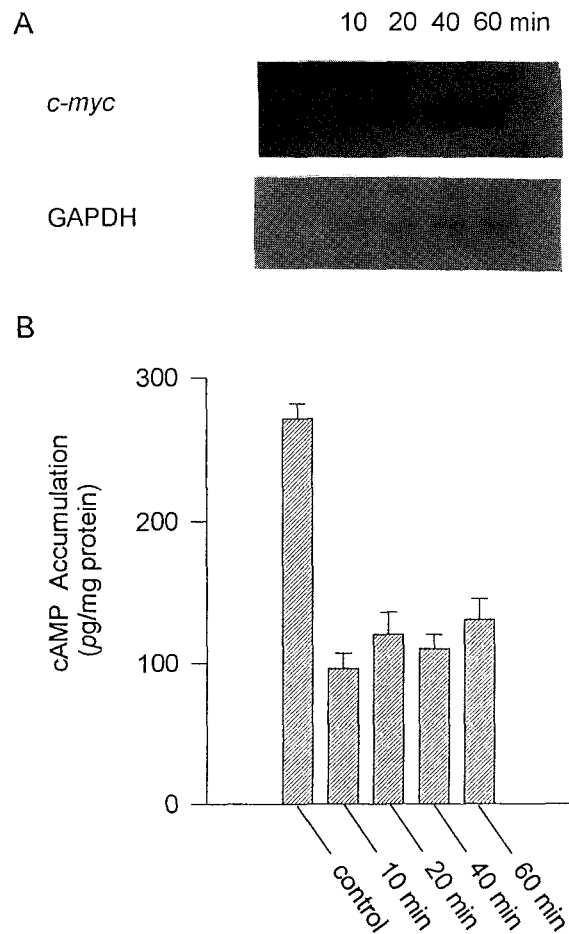 A
10 20 40 60 min
c-myc
GAPDH
B
300
200
100
0
cAMP Accumulation
(pg/mg protein)
control
10 min
20 min
40 min
60 min